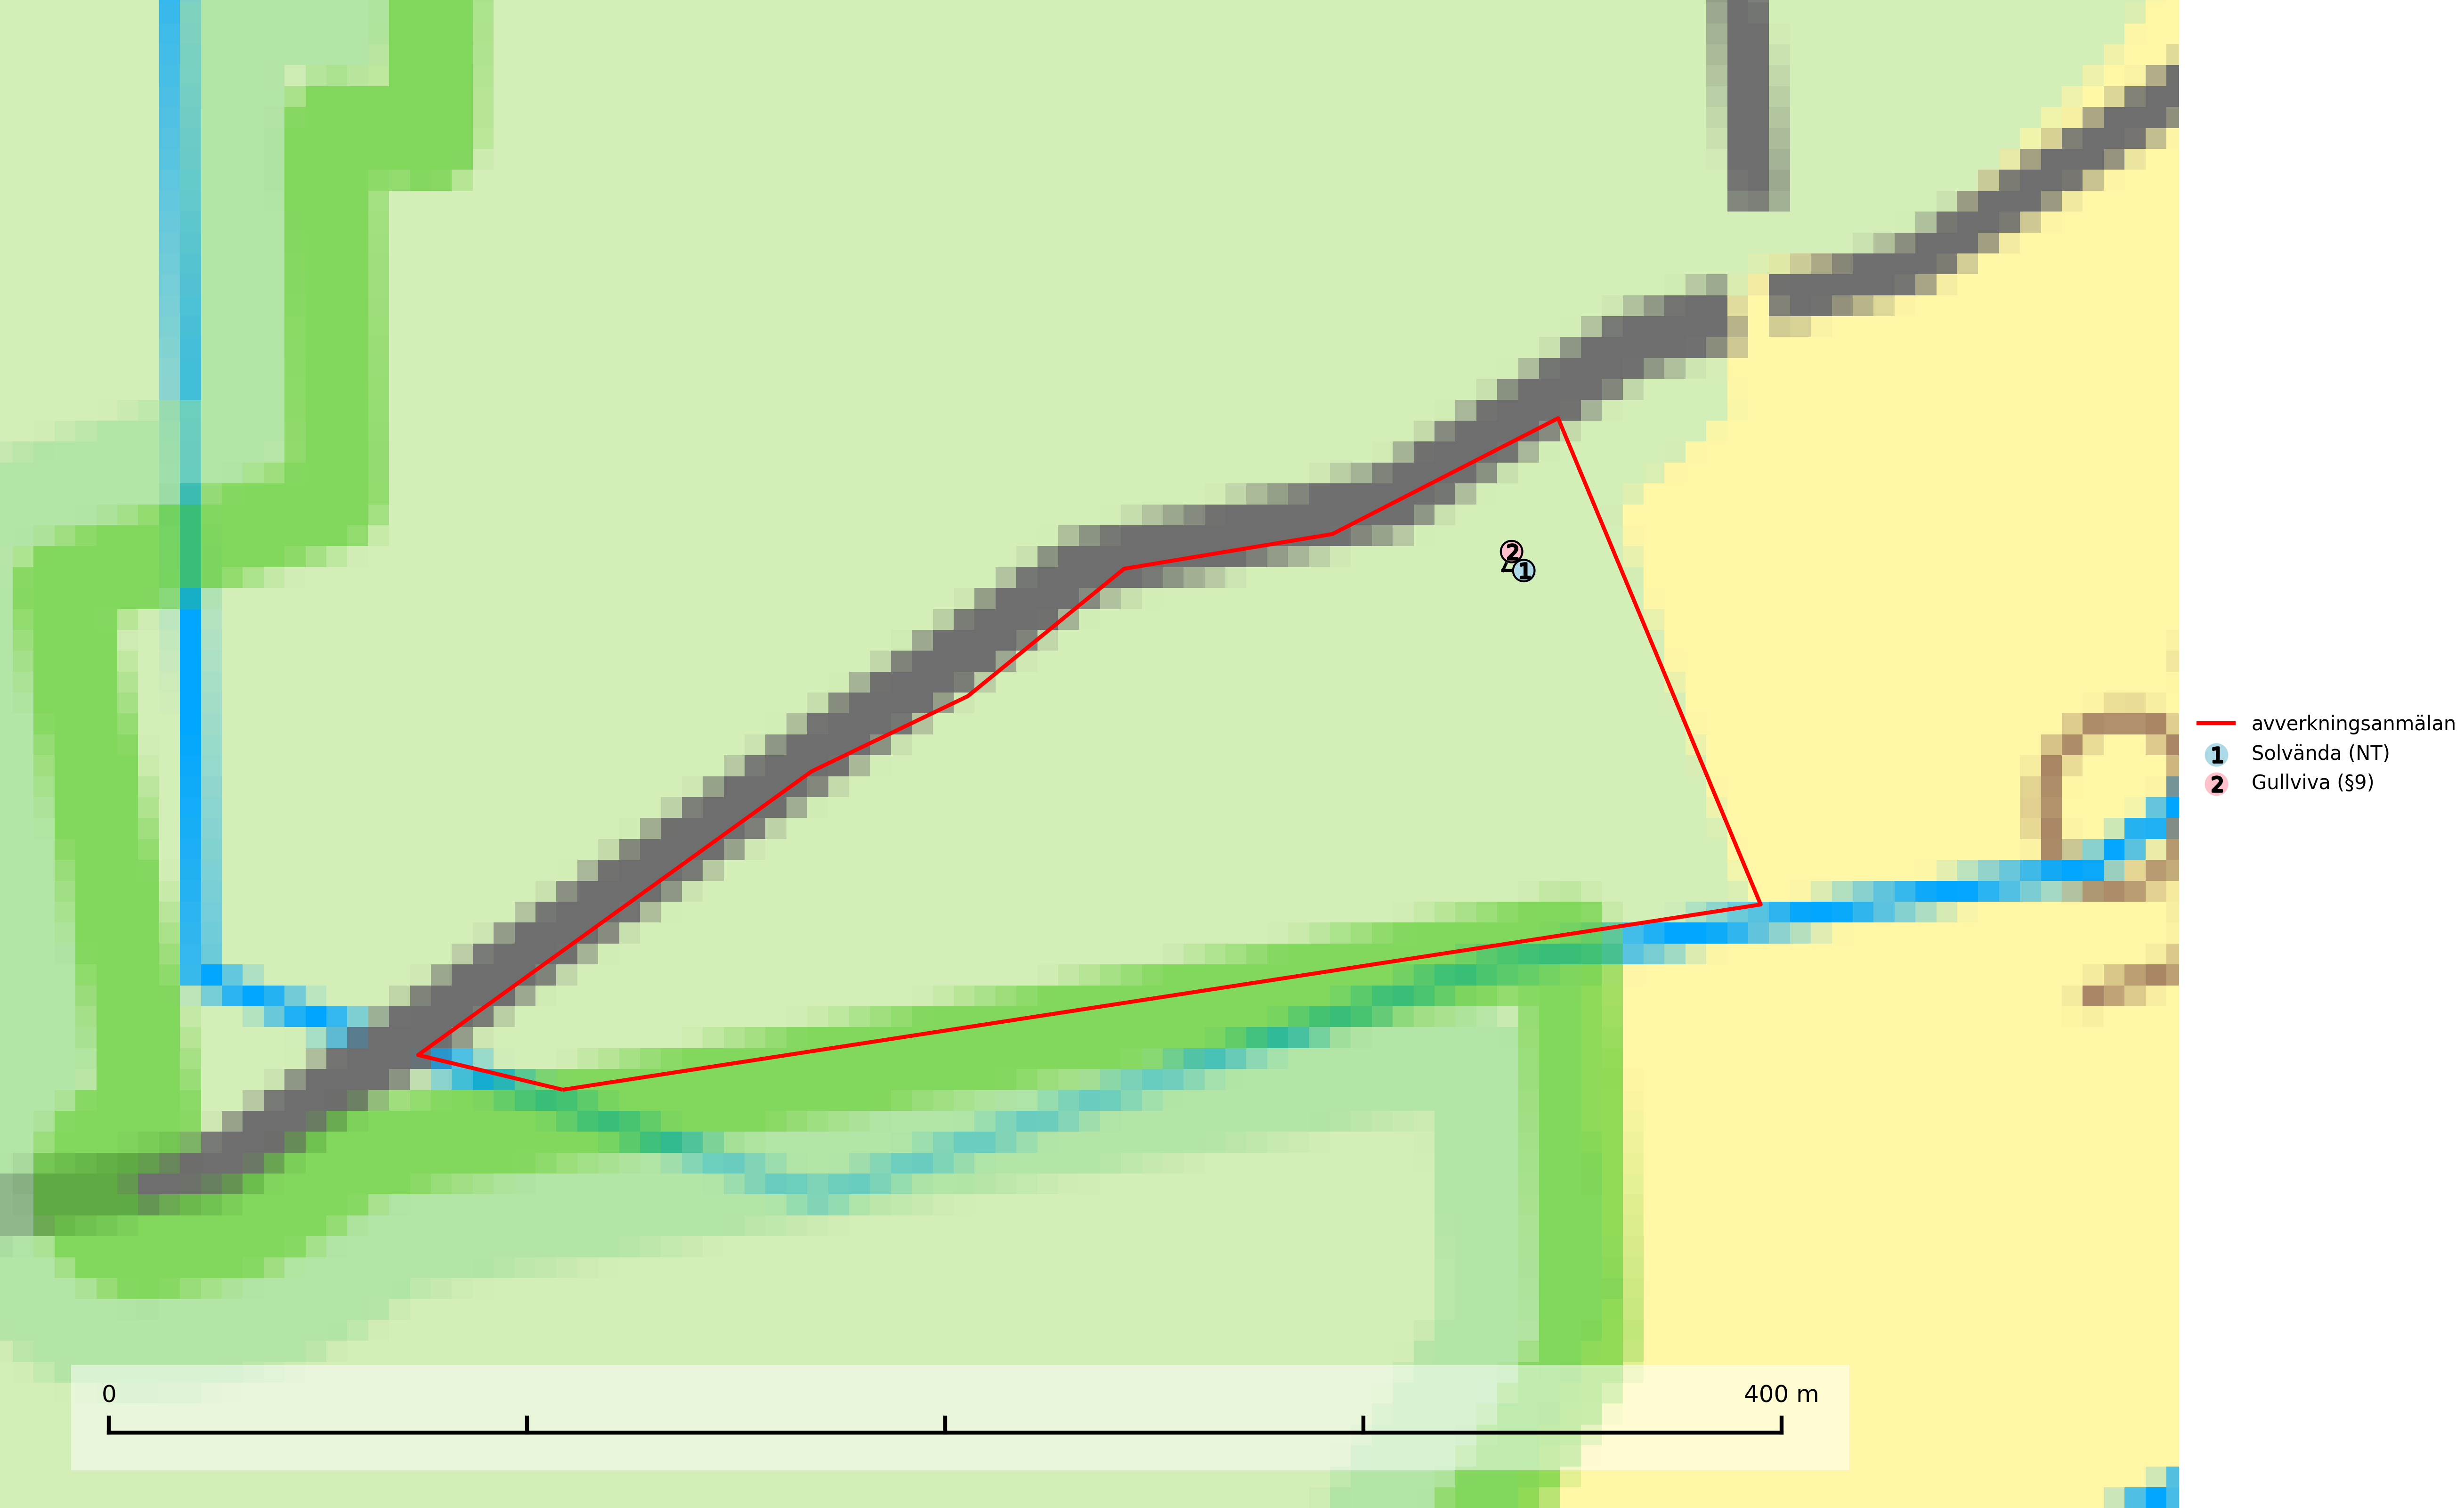 2
1
avverkningsanmälan
1 Solvända (NT)
2 Gullviva (§9)
0 400 m